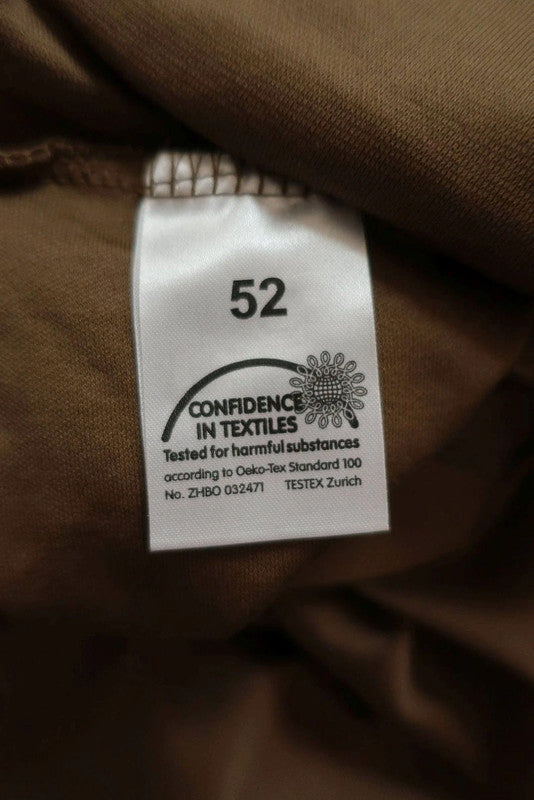 52
CONFIDENCE
IN TEXTILES
Tested for harmful substances
according to Oeko-Tex Standard 100
No. ZHBO 032471 TESTEX Zurich